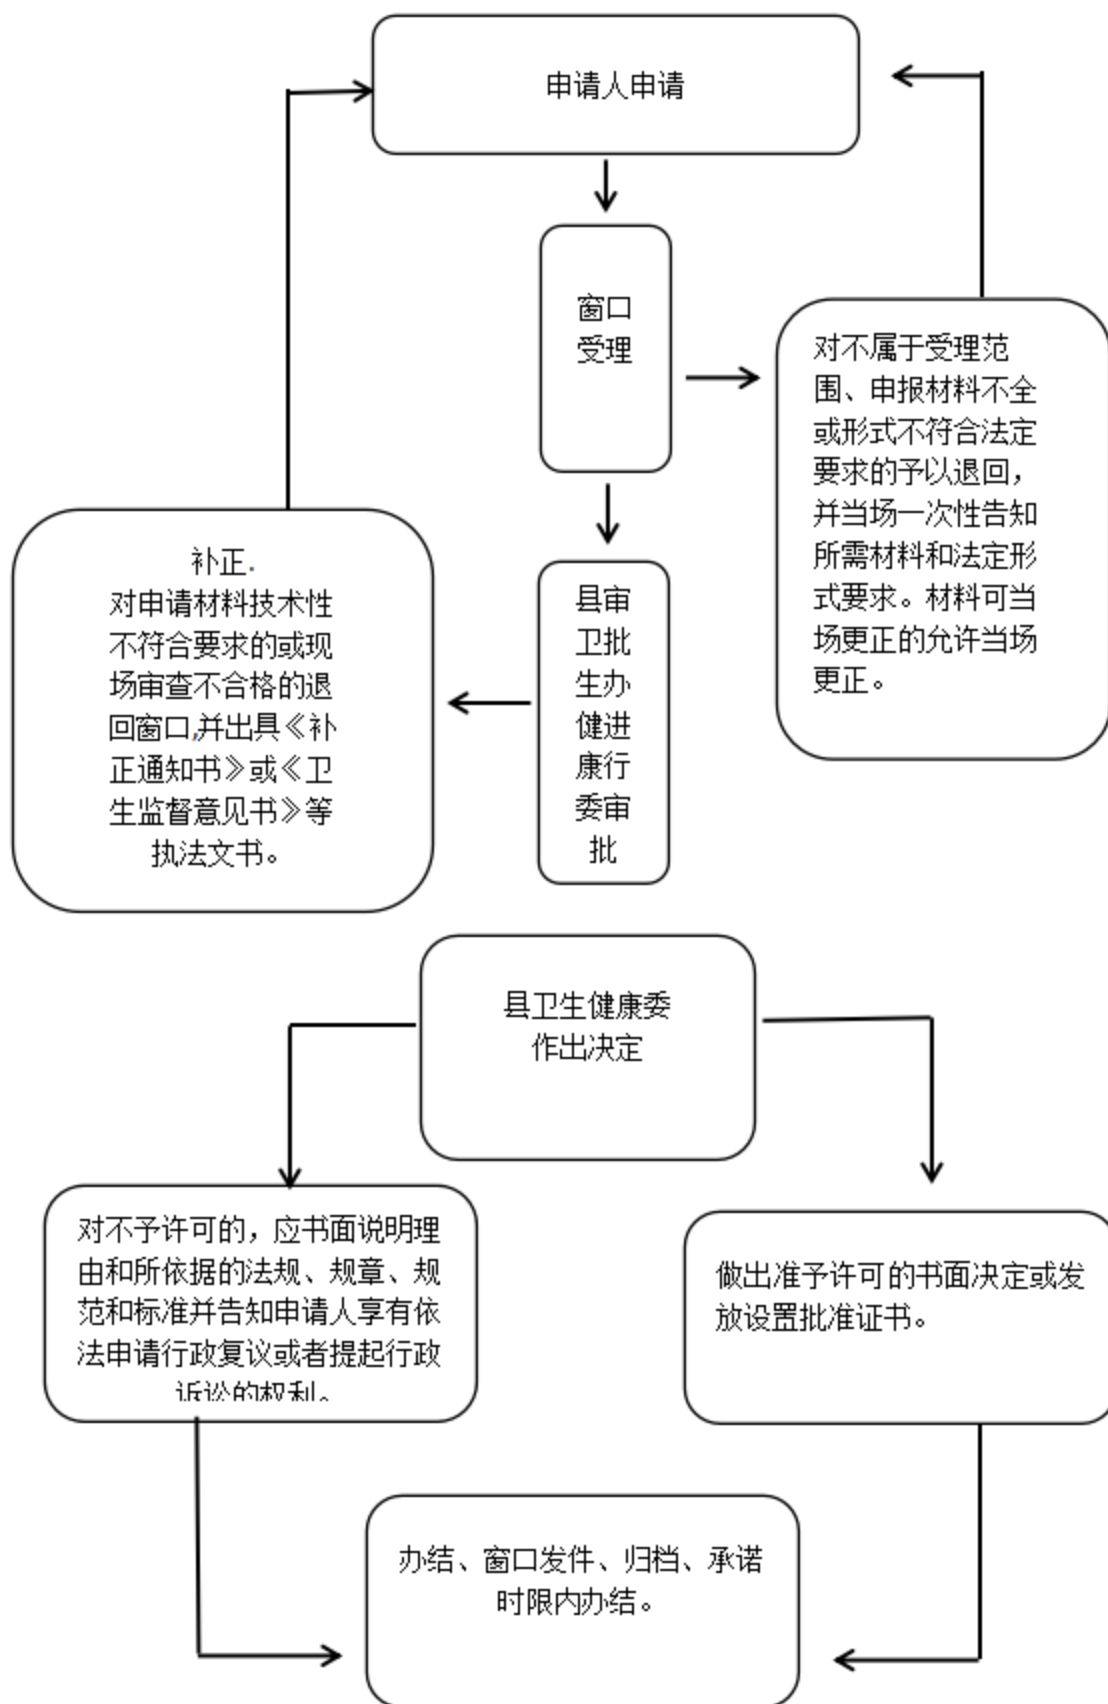 申请人申请
窗口
受理
对不属于受理范
围、申报材料不全
或形式不符合法定
要求的予以退回，
并当场一次性告知
所需材料和法定形
式要求。材料可当
场更正的允许当场
更正。
补正.
对申请材料技术性
不符合要求的或现
场审查不合格的退
回窗口,并出具《补
正通知书》或《卫
生监督意见书》等
执法文书。
县审
卫批
生办
健进
康行
委审
批
县卫生健康委
作出决定
对不予许可的，应书面说明理
由和所依据的法规、规章、规
范和标准并告知申请人享有依
法申请行政复议或者提起行政
诉讼的权利。
做出准予许可的书面决定或发
放设置批准证书。
办结、窗口发件、归档、承诺
时限内办结。